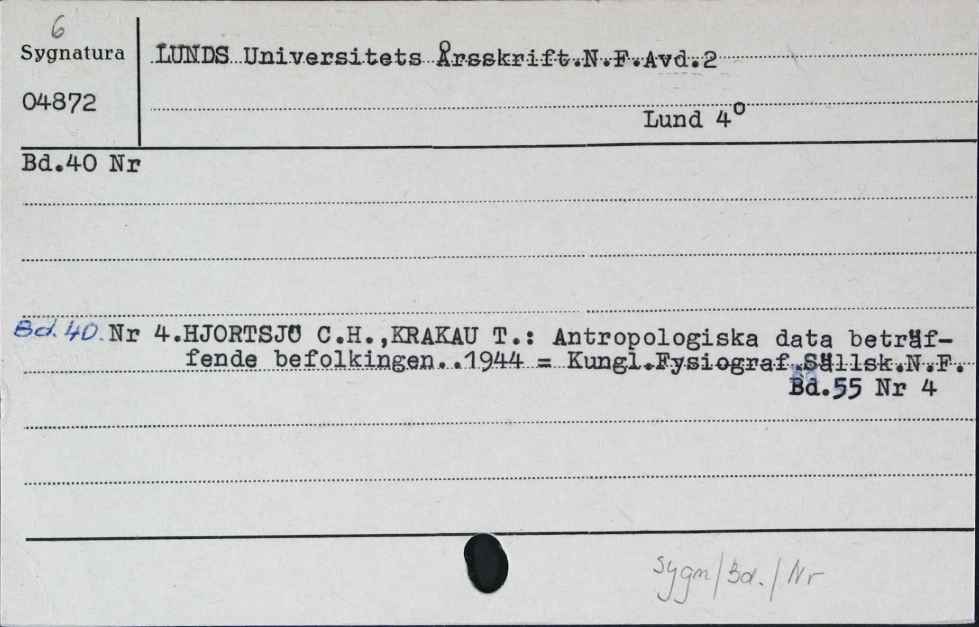 6
Sygnatura
04872
LUNDS Universitets Årsskrift.N.F.Avd.2
Lund 4⁰
Bd.40 Nr
Bd. 40. Nr 4.HJORTSJÖ C.H.,KRAKAU T.: Antropologiska data beträf-
fende befolkingen..1944 = Kungl.Fysiograf.Sällsk.N.F.
Bd.55 Nr 4
Sygn/Bd./Nr